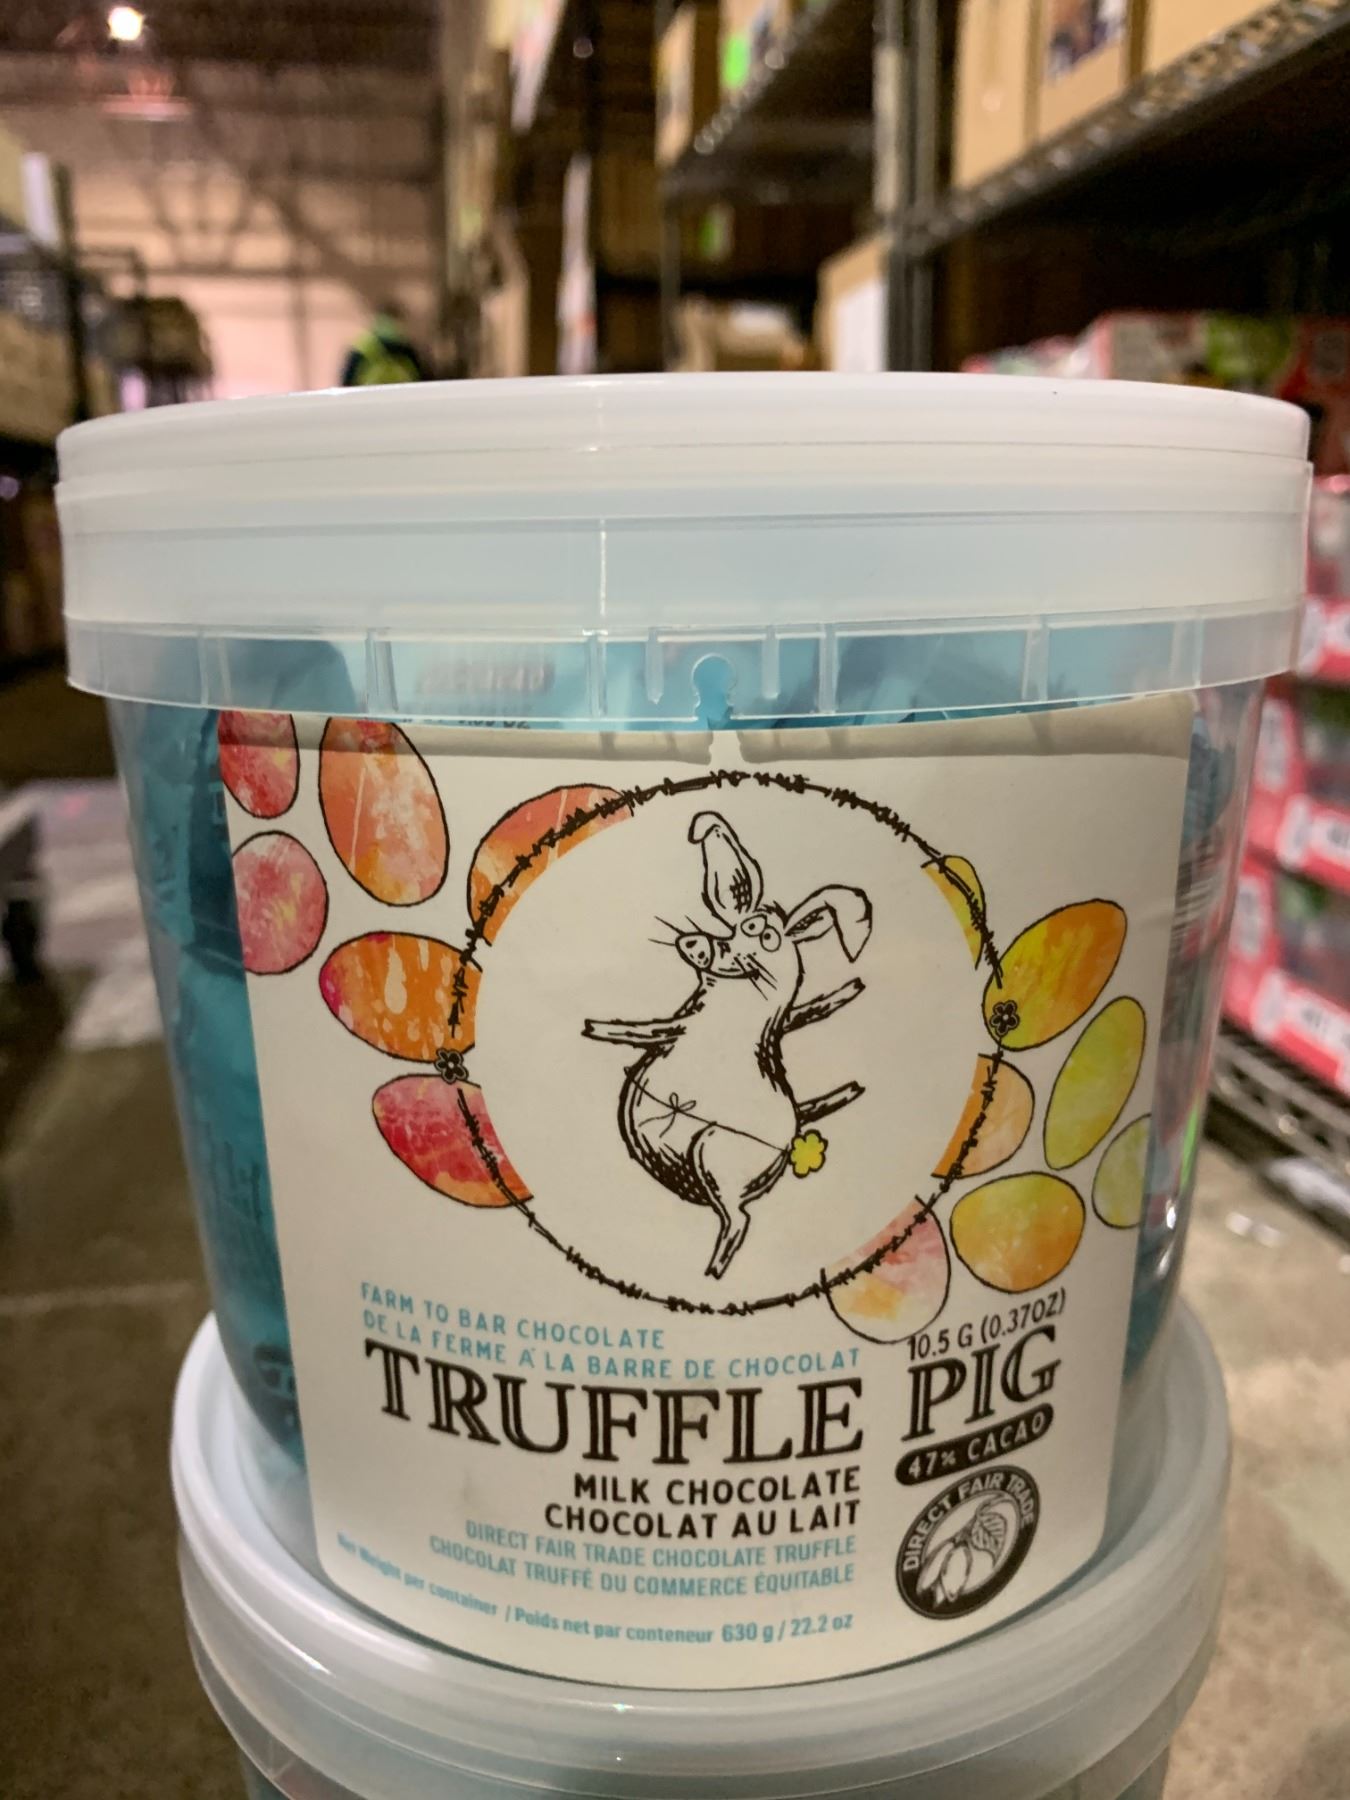 FARM TO BAR CHOCOLATE
DE LA FERME À LA BARRE DE CHOCOLAT
10.5 G (0.37OZ)
TRUFFLE PIG
47% CACAO
MILK CHOCOLATE
CHOCOLAT AU LAIT
DIRECT FAIR TRADE
DIRECT FAIR TRADE CHOCOLATE TRUFFLE
CHOCOLAT TRUFFÉ DU COMMERCE ÉQUITABLE
Net Weight per container / Poids net par conteneur 630 g / 22.2 oz